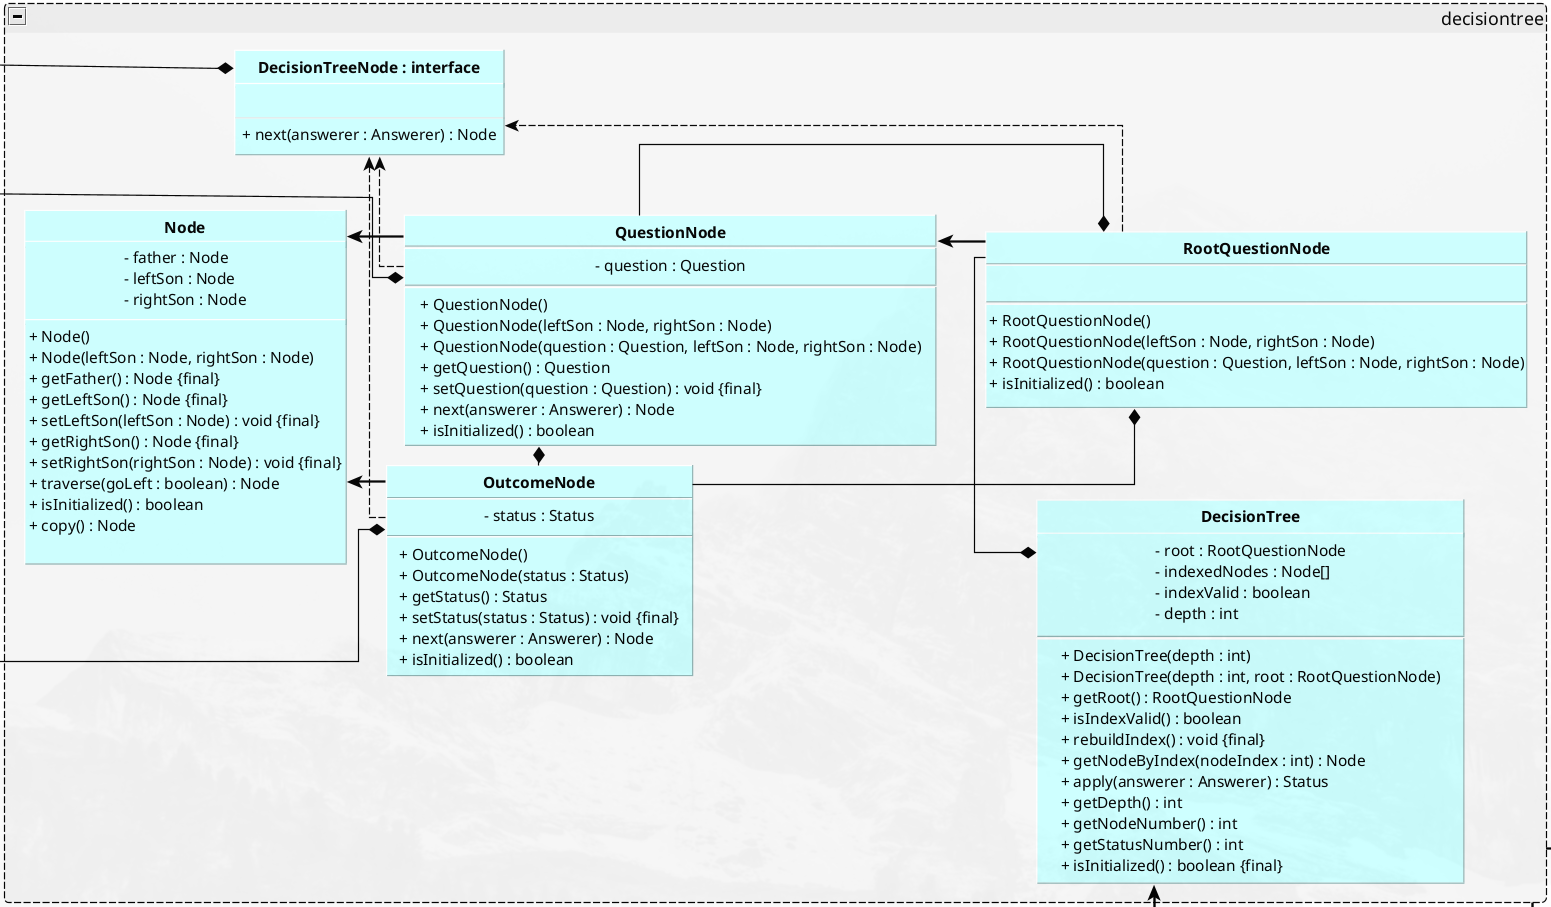 decisiontree
DecisionTreeNode : interface
+ next(answerer : Answerer) : Node
Node
- father : Node
- leftSon : Node
- rightSon : Node
+ Node()
+ Node(leftSon : Node, rightSon : Node)
+ getFather() : Node {final}
+ getLeftSon() : Node {final}
+ setLeftSon(leftSon : Node) : void {final}
+ getRightSon() : Node {final}
+ setRightSon(rightSon : Node) : void {final}
+ traverse(goLeft : boolean) : Node
+ isInitialized() : boolean
+ copy() : Node
QuestionNode
- question : Question
+ QuestionNode()
+ QuestionNode(leftSon : Node, rightSon : Node)
+ QuestionNode(question : Question, leftSon : Node, rightSon : Node)
+ getQuestion() : Question
+ setQuestion(question : Question) : void {final}
+ next(answerer : Answerer) : Node
+ isInitialized() : boolean
RootQuestionNode
+ RootQuestionNode()
+ RootQuestionNode(leftSon : Node, rightSon : Node)
+ RootQuestionNode(question : Question, leftSon : Node, rightSon : Node)
+ isInitialized() : boolean
OutcomeNode
- status : Status
+ OutcomeNode()
+ OutcomeNode(status : Status)
+ getStatus() : Status
+ setStatus(status : Status) : void {final}
+ next(answerer : Answerer) : Node
+ isInitialized() : boolean
DecisionTree
- root : RootQuestionNode
- indexedNodes : Node[]
- indexValid : boolean
- depth : int
+ DecisionTree(depth : int)
+ DecisionTree(depth : int, root : RootQuestionNode)
+ getRoot() : RootQuestionNode
+ isIndexValid() : boolean
+ rebuildIndex() : void {final}
+ getNodeByIndex(nodeIndex : int) : Node
+ apply(answerer : Answerer) : Status
+ getDepth() : int
+ getNodeNumber() : int
+ getStatusNumber() : int
+ isInitialized() : boolean {final}